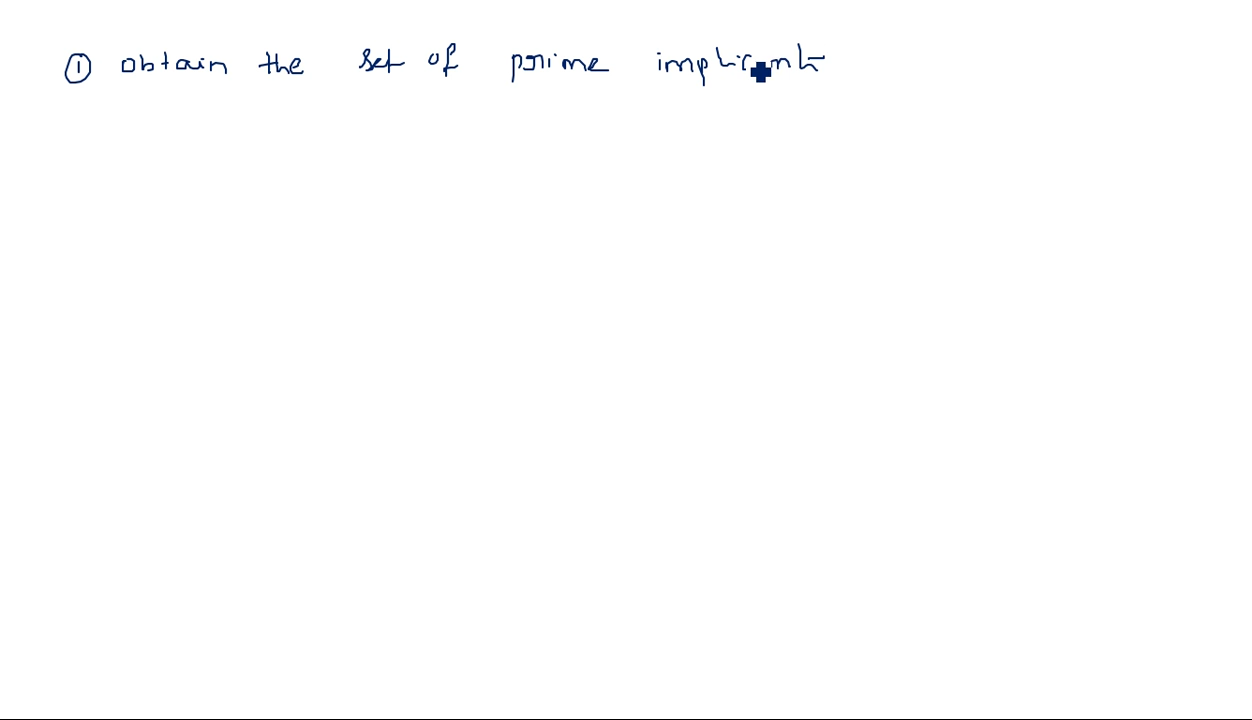 ① obtain the set of prime implicants